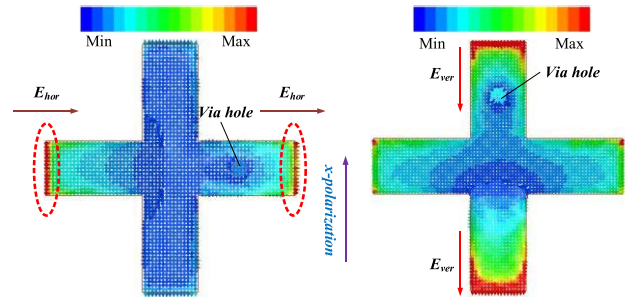 Min Max
Min Max
E_hor
Via hole
E_hor
E_ver
Via hole
x-polarization
E_ver